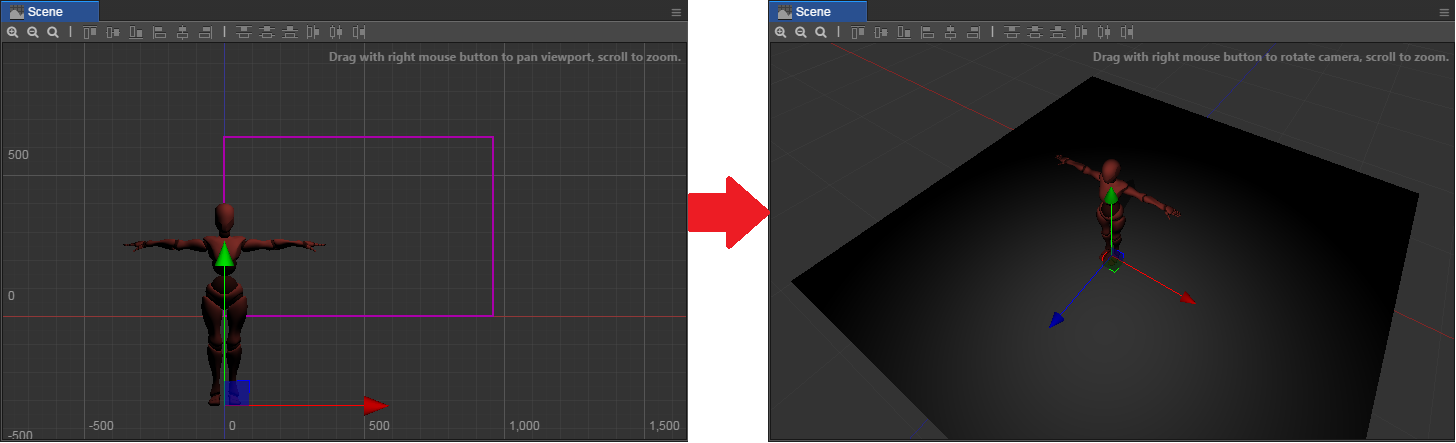 Scene
Drag with right mouse button to pan viewport, scroll to zoom.
500
0
-500
-500
0
500
1,000
1,500
Scene
Drag with right mouse button to rotate camera, scroll to zoom.